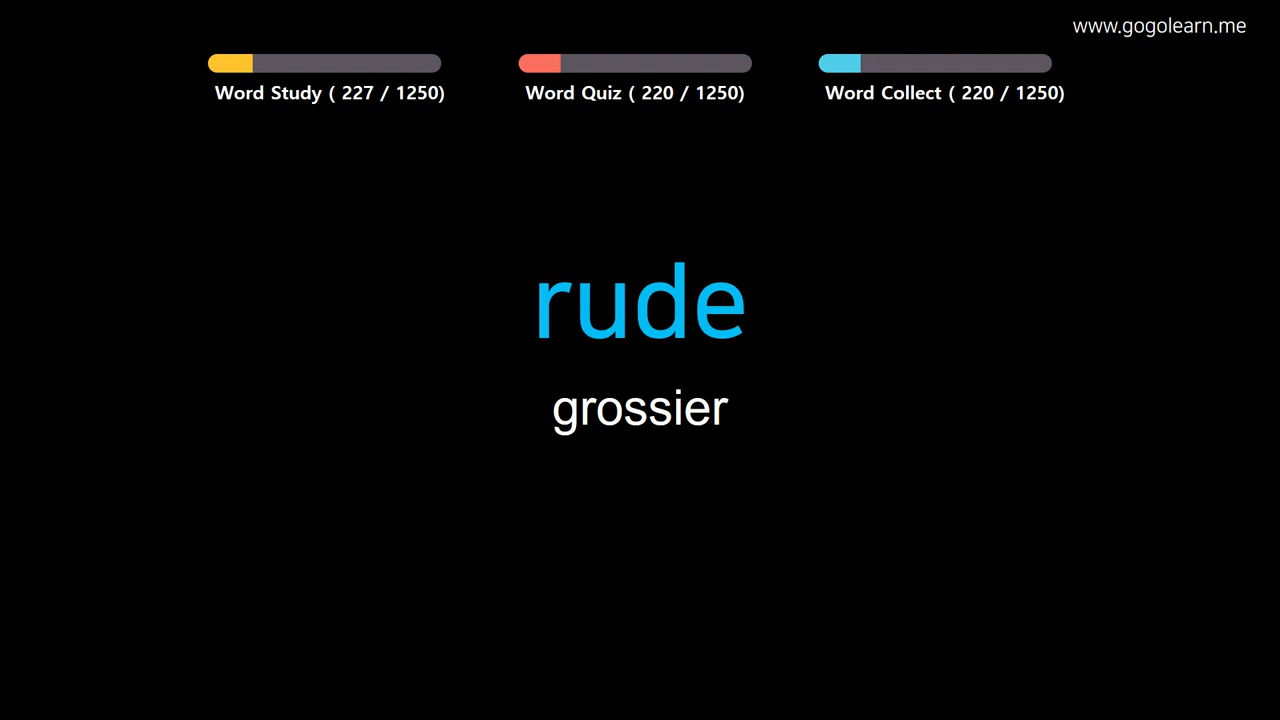 www.gogolearn.me
Word Study ( 227 / 1250)
Word Quiz ( 220 / 1250)
Word Collect ( 220 / 1250)
rude
grossier